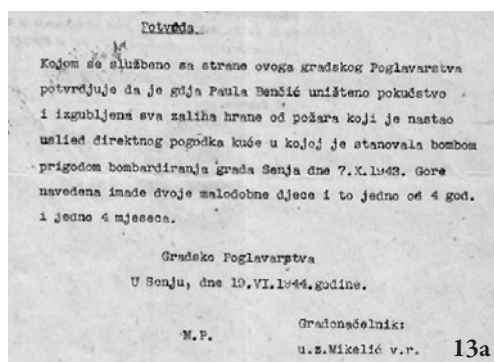 Potvrda.
Kojom se službeno sa strane ovoga gradskog Poglavarstva
potvrdjuje da je gdja Paula Benčić uništeno pokućstvo
i izgubljena sva zaliha hrane od požara koji je nastao
uslied direktnog pogodka kuće u kojoj je stanovala bombom
prigodom bombardiranja grada Senja dne 7.X.1943. Gore
navedena imade dvoje malodobne djece i to jedno od 4 god.
i jedno 4 mjeseca.
Gradsko Poglavarstva
U Senju, dne 19.VI.1944.godine.
M.P.
Gradonačelnik:
u.z.Mikelić v.r.
13a